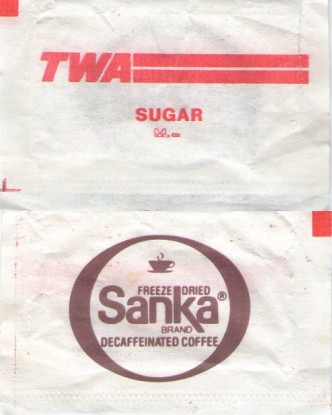 TWA
SUGAR
FREEZE DRIED
Sanka®
BRAND
DECAFFEINATED COFFEE